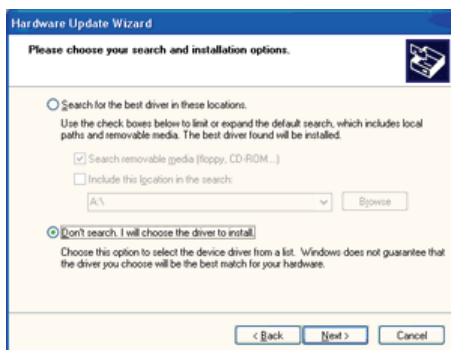 Hardware Update Wizard
Please choose your search and installation options.
Search for the best driver in these locations.
Use the check boxes below to limit or expand the default search, which includes local
paths and removable media. The best driver found will be installed.
Search removable media (floppy, CD-ROM...)
Include this location in the search:
A:\
Browse
Don't search. I will choose the driver to install.
Choose this option to select the device driver from a list. Windows does not guarantee that
the driver you choose will be the best match for your hardware.
< Back Next > Cancel